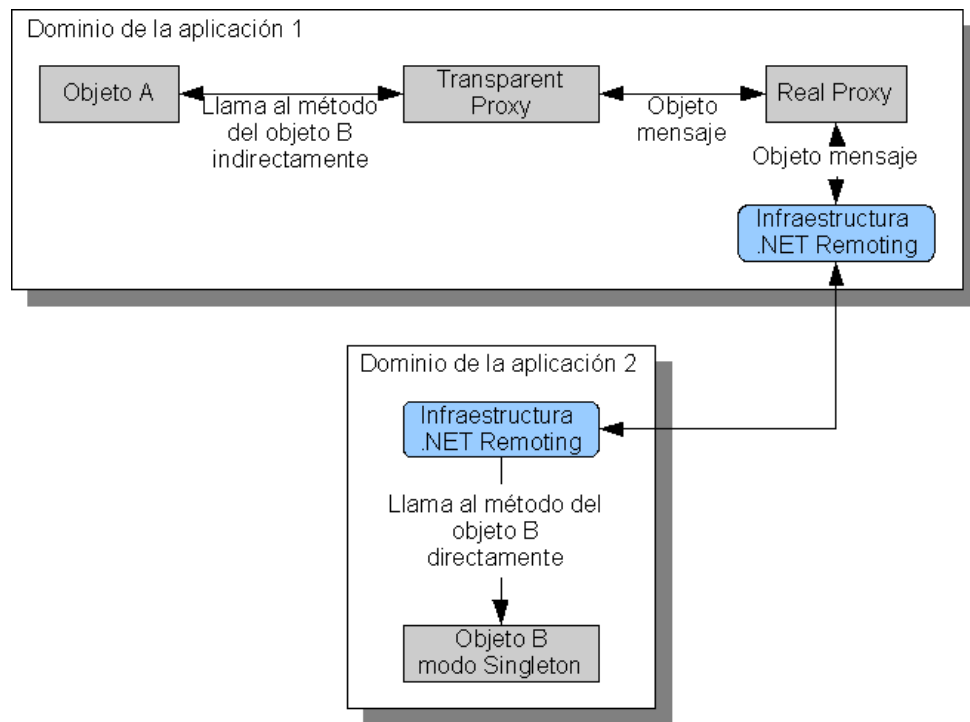 Dominio de la aplicación 1
Objeto A
Llama al método
del objeto B
indirectamente
Transparent
Proxy
Objeto
mensaje
Real Proxy
Objeto mensaje
Infraestructura
.NET Remoting
Dominio de la aplicación 2
Infraestructura
.NET Remoting
Llama al método del
objeto B
directamente
Objeto B
modo Singleton